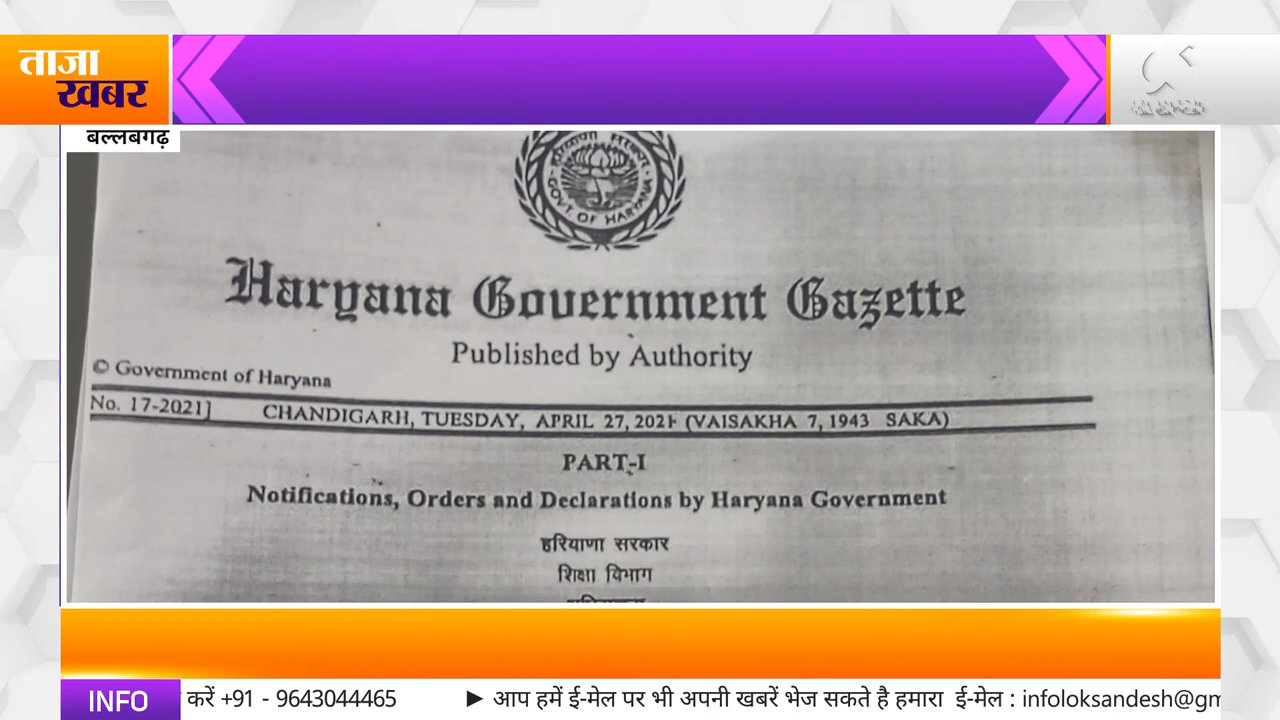 ताजा
खबर
बल्लबगढ़
GOVT. OF HARYANA
Haryana Government Gazette
Published by Authority
© Government of Haryana
No. 17-2021] CHANDIGARH, TUESDAY, APRIL 27, 2021 (VAISAKHA 7, 1943 SAKA)
PART-I
Notifications, Orders and Declarations by Haryana Government
हरियाणा सरकार
शिक्षा विभाग
INFO करें +91 - 9643044465 ► आप हमें ई-मेल पर भी अपनी खबरें भेज सकते है हमारा ई-मेल : infoloksandesh@gm